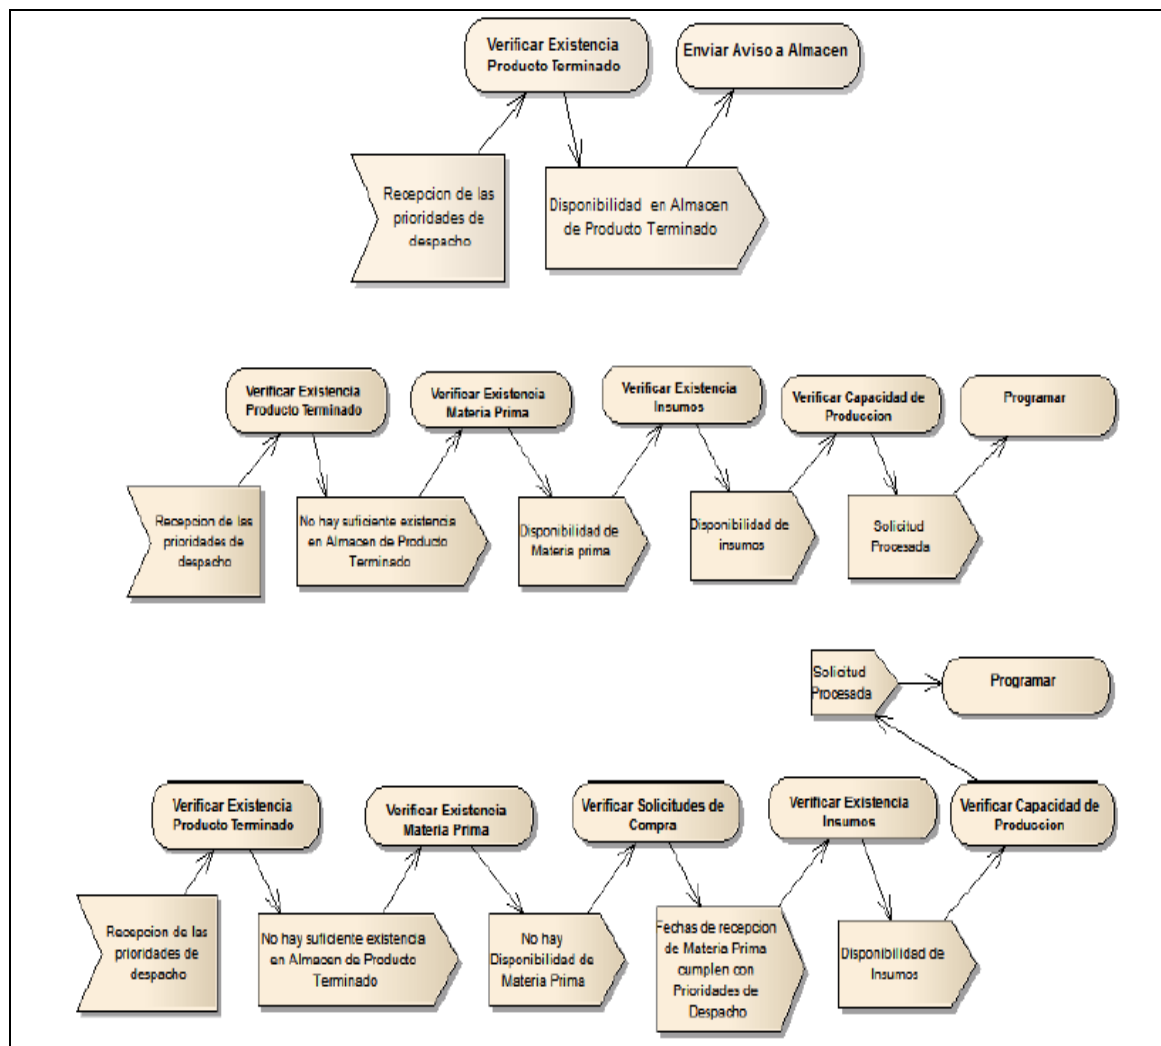 Verificar Existencia
Producto Terminado
Enviar Aviso a Almacen
Recepcion de las
prioridades de
despacho
Disponibilidad en Almacen
de Producto Terminado
Verificar Existencia
Producto Terminado
Verificar Existencia
Materia Prima
Verificar Existencia
Insumos
Verificar Capacidad de
Produccion
Programar
Recepcion de las
prioridades de
despacho
No hay suficiente existencia
en Almacen de Producto
Terminado
Disponibilidad de
Materia prima
Disponibilidad de
insumos
Solicitud
Procesada
Solicitud
Procesada
Programar
Verificar Existencia
Producto Terminado
Verificar Existencia
Materia Prima
Verificar Solicitudes de
Compra
Verificar Existencia
Insumos
Verificar Capacidad de
Produccion
Recepcion de las
prioridades de
despacho
No hay suficiente existencia
en Almacen de Producto
Terminado
No hay
Disponibilidad de
Materia Prima
Fechas de recepcion
de Materia Prima
cumplen con
Prioridades de
Despacho
Disponibilidad de
Insumos